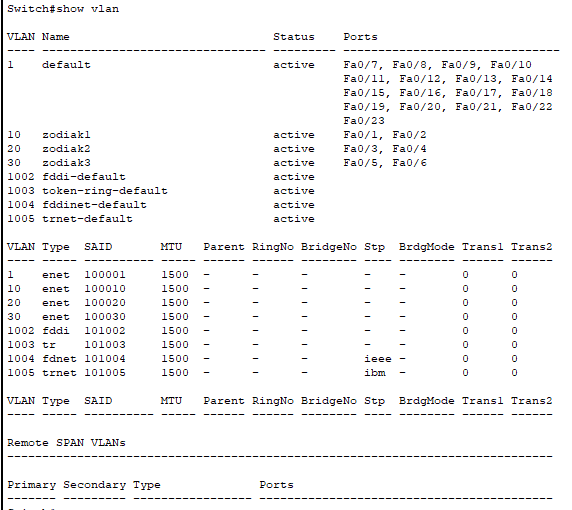 Switch#show vlan
VLAN Name                             Status    Ports
---- -------------------------------- --------- -------------------------------
1    default                          active    Fa0/7, Fa0/8, Fa0/9, Fa0/10
                                                Fa0/11, Fa0/12, Fa0/13, Fa0/14
                                                Fa0/15, Fa0/16, Fa0/17, Fa0/18
                                                Fa0/19, Fa0/20, Fa0/21, Fa0/22
                                                Fa0/23
10   zodiak1                          active    Fa0/1, Fa0/2
20   zodiak2                          active    Fa0/3, Fa0/4
30   zodiak3                          active    Fa0/5, Fa0/6
1002 fddi-default                     active
1003 token-ring-default               active
1004 fddinet-default                  active
1005 trnet-default                    active
VLAN Type  SAID       MTU   Parent RingNo BridgeNo Stp  BrdgMode Trans1 Trans2
---- ----- ---------- ----- ------ ------ -------- ---- -------- ------ ------
1    enet  100001     1500  -      -      -        -    -        0      0
10   enet  100010     1500  -      -      -        -    -        0      0
20   enet  100020     1500  -      -      -        -    -        0      0
30   enet  100030     1500  -      -      -        -    -        0      0
1002 fddi  101002     1500  -      -      -        -    -        0      0
1003 tr    101003     1500  -      -      -        -    -        0      0
1004 fdnet 101004     1500  -      -      -        ieee -        0      0
1005 trnet 101005     1500  -      -      -        ibm  -        0      0
VLAN Type  SAID       MTU   Parent RingNo BridgeNo Stp  BrdgMode Trans1 Trans2
---- ----- ---------- ----- ------ ------ -------- ---- -------- ------ ------
Remote SPAN VLANs
------------------------------------------------------------------------------
Primary Secondary Type              Ports
------- --------- ----------------- ------------------------------------------